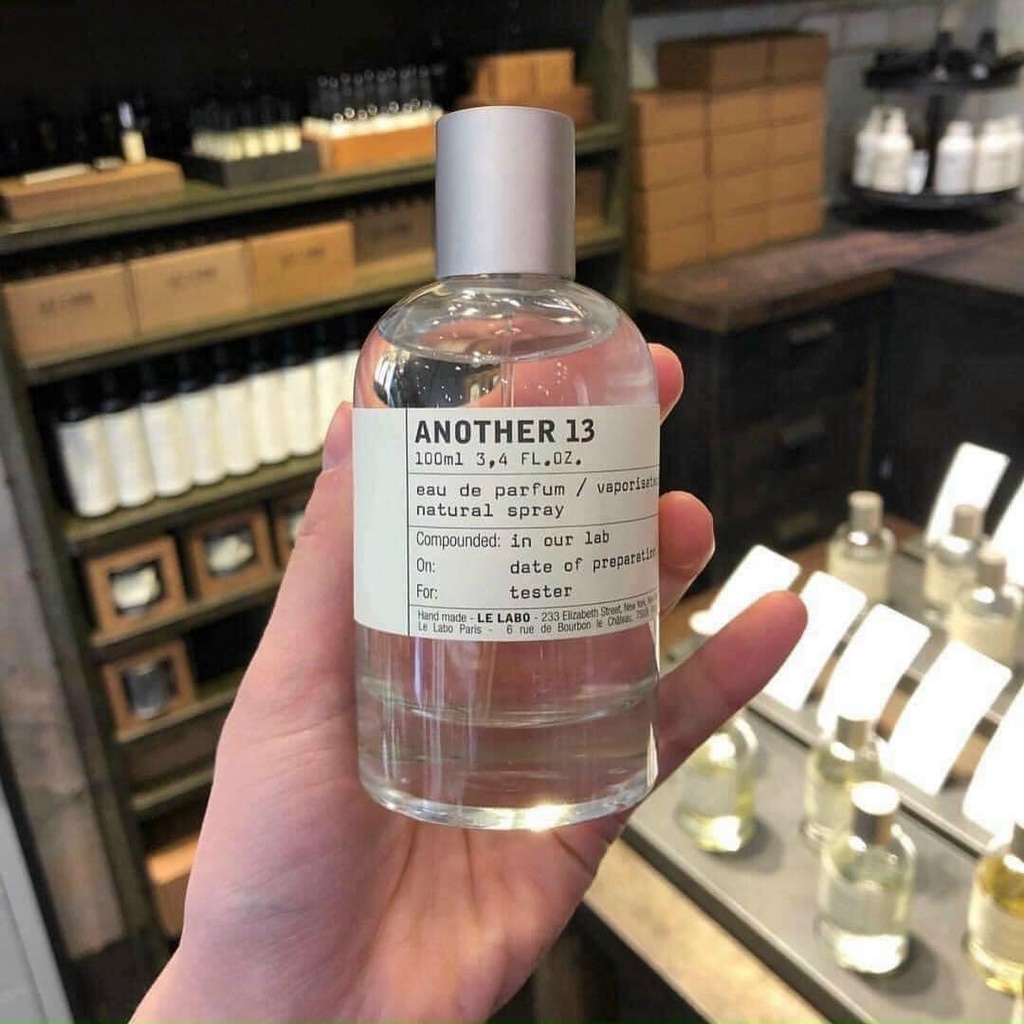 ANOTHER 13
100ml 3,4 FL.OZ.
eau de parfum / vaporisate
natural spray
Compounded: in our lab
On: date of preparation
For: tester
Hand made - LE LABO - 233 Elizabeth Street, New York,
Le Labo Paris - 6 rue de Bourbon le Château,